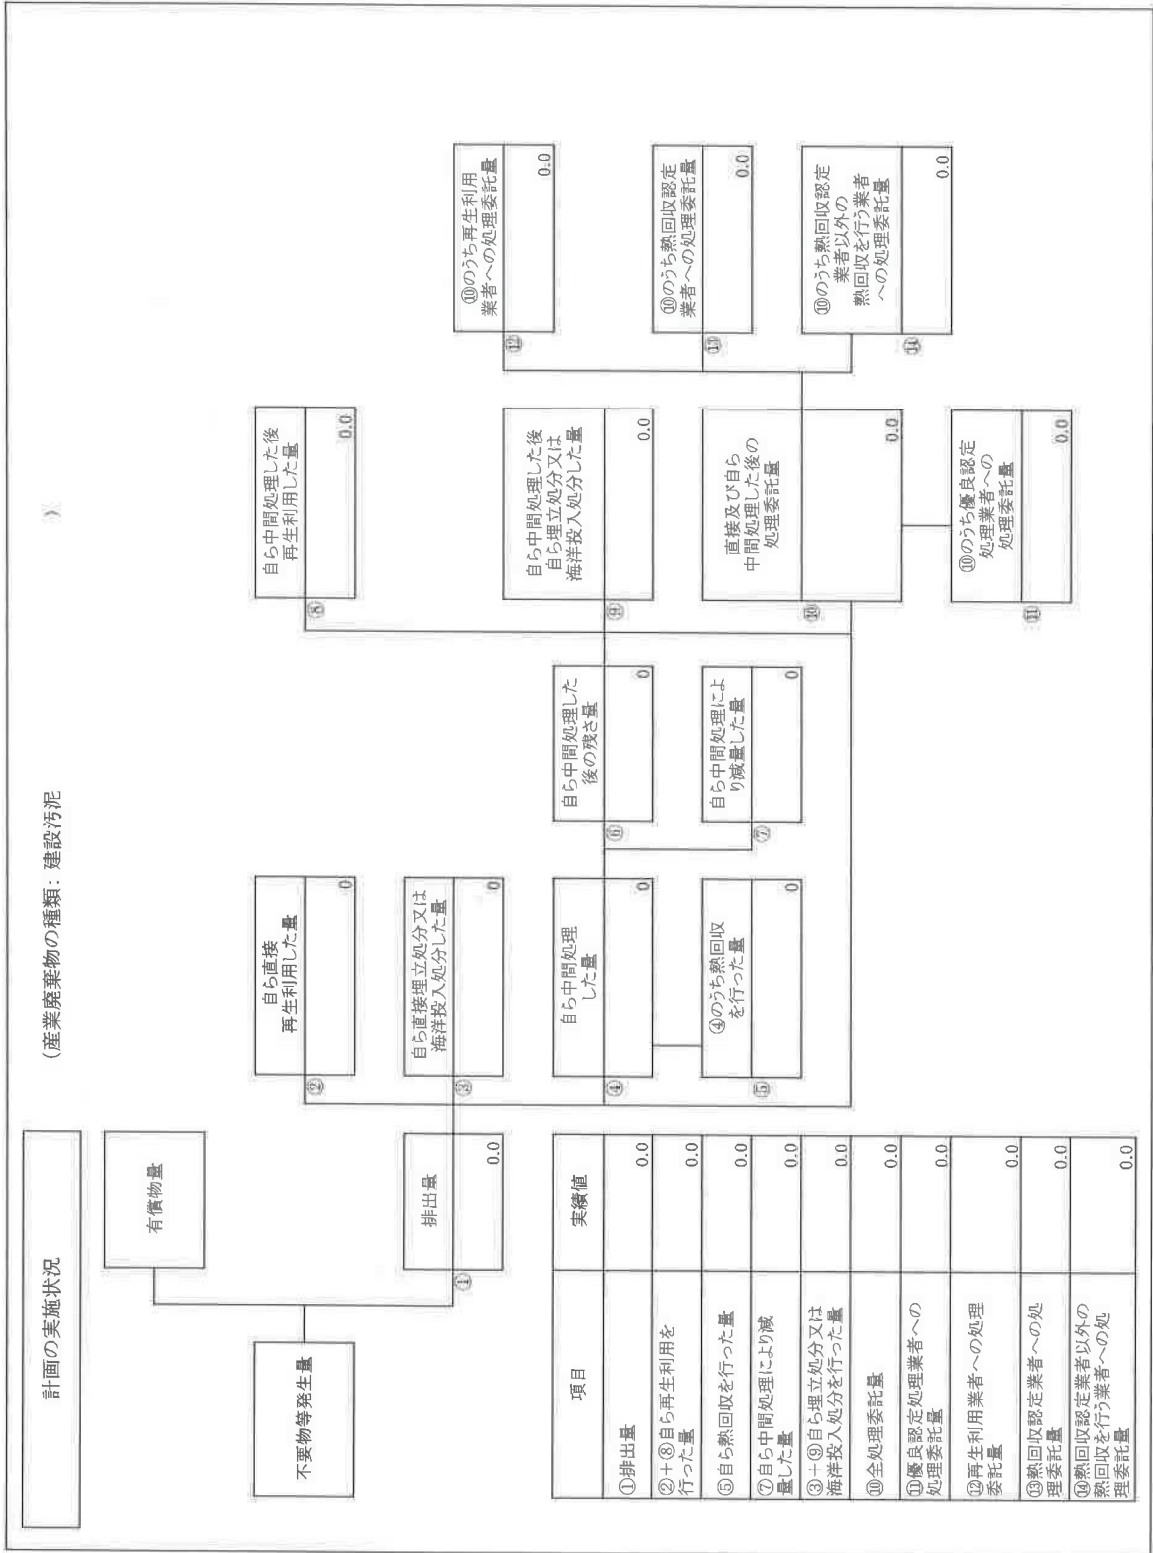 計画の実施状況
(産業廃棄物の種類: 建設汚泥
)
不要物等発生量
有償物量
①
排出量
0.0
②
自ら直接
再生利用した量
0
③
自ら直接埋立処分又は
海洋投入処分した量
0
④
自ら中間処理
した量
0
⑤
④のうち熱回収
を行った量
0
⑥
自ら中間処理した
後の残さ量
0
⑦
自ら中間処理によ
り減量した量
0
⑧
自ら中間処理した後
再生利用した量
0.0
⑨
自ら中間処理した後
自ら埋立処分又は
海洋投入処分した量
0.0
⑩
直接及び自ら
中間処理した後の
処理委託量
0.0
⑪
⑩のうち優良認定
処理業者への
処理委託量
0.0
⑫
⑩のうち再生利用
業者への処理委託量
0.0
⑬
⑩のうち熱回収認定
業者への処理委託量
0.0
⑭
⑩のうち熱回収認定
業者以外の
熱回収を行う業者
への処理委託量
0.0
項目 実績値
①排出量 0.0
②+⑧自ら再生利用を
行った量 0.0
⑤自ら熱回収を行った量 0.0
⑦自ら中間処理により減
量した量 0.0
③+⑨自ら埋立処分又は
海洋投入処分を行った量 0.0
⑩全処理委託量 0.0
⑪優良認定処理業者への
処理委託量 0.0
⑫再生利用業者への処理
委託量 0.0
⑬熱回収認定業者への処
理委託量 0.0
⑭熱回収認定業者以外の
熱回収を行う業者への処
理委託量 0.0